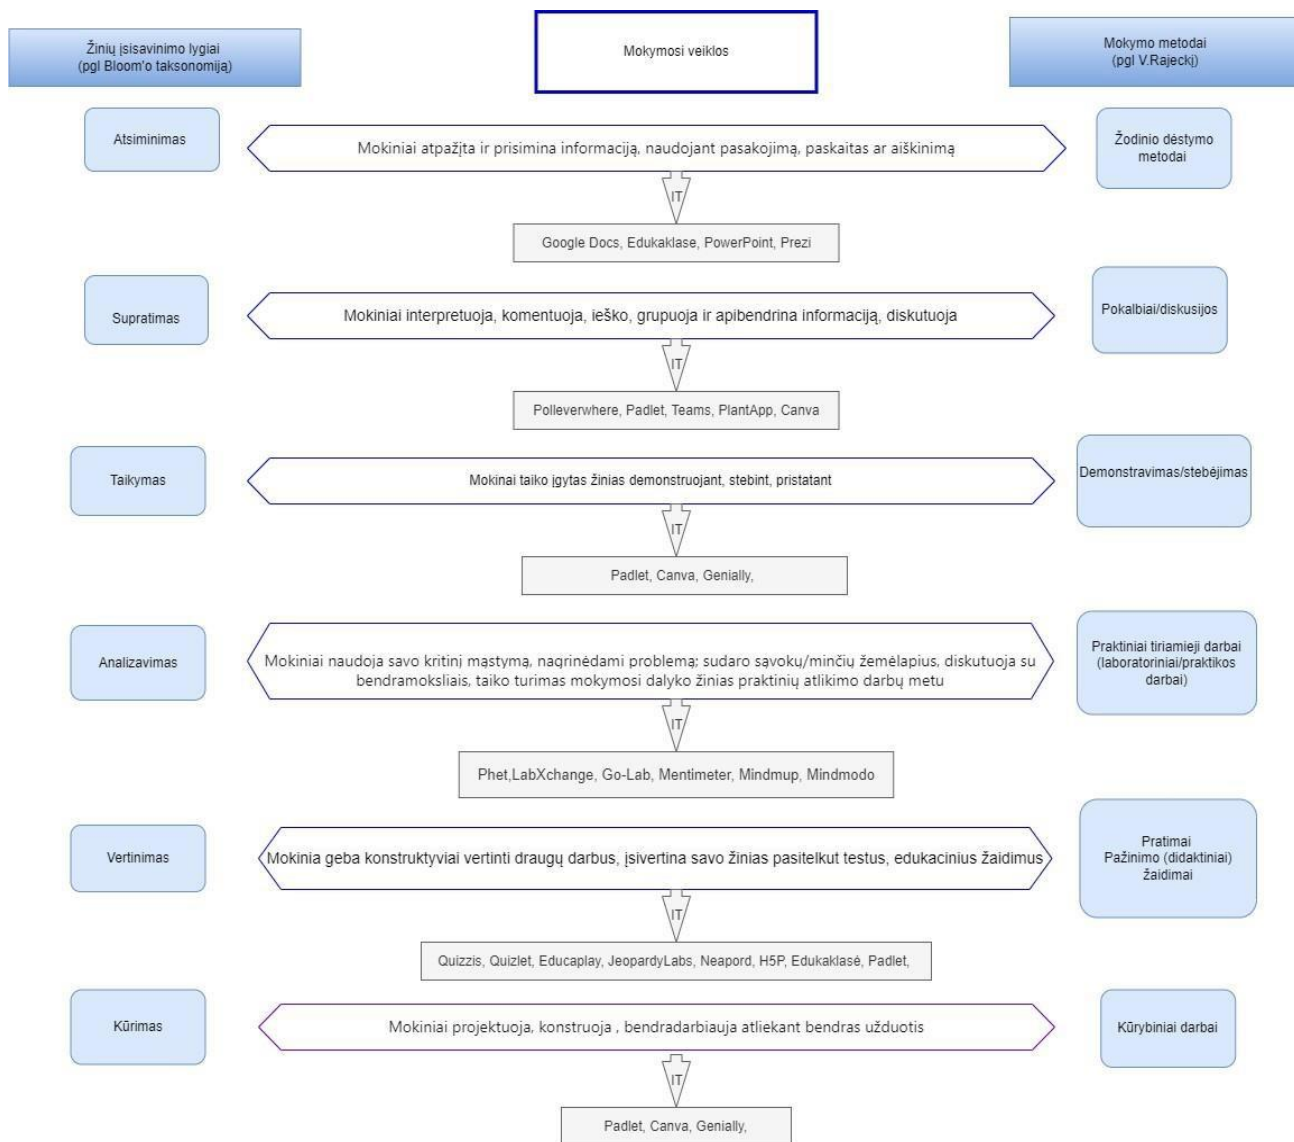 Žinių įsisavinimo lygiai
(pgl Bloom'o taksonomiją)
Mokymosi veiklos
Mokymo metodai
(pgl V.Rajeckį)
Atsiminimas
Mokiniai atpažįta ir prisimina informaciją, naudojant pasakojimą, paskaitas ar aiškinimą
Žodinio dėstymo
metodai
IT
Google Docs, Edukaklase, PowerPoint, Prezi
Supratimas
Mokiniai interpretuoja, komentuoja, ieško, grupuoja ir apibendrina informaciją, diskutuoja
Pokalbiai/diskusijos
IT
Polleverwhere, Padlet, Teams, PlantApp, Canva
Taikymas
Mokinai taiko įgytas žinias demonstruojant, stebint, pristatant
Demonstravimas/stebėjimas
IT
Padlet, Canva, Genially,
Analizavimas
Mokiniai naudoja savo kritinį mąstymą, nagrinėdami problemą; sudaro sąvokų/minčių žemėlapius, diskutuoja su
bendramoksliais, taiko turimas mokymosi dalyko žinias praktinių atlikimo darbų metu
Praktiniai tiriamieji darbai
(laboratoriniai/praktikos
darbai)
IT
Phet,LabXchange, Go-Lab, Mentimeter, Mindmup, Mindmodo
Vertinimas
Mokinia geba konstruktyviai vertinti draugų darbus, įsivertina savo žinias pasitelkut testus, edukacinius žaidimus
Pratimai
Pažinimo (didaktiniai)
žaidimai
IT
Quizzis, Quizlet, Educaplay, JeopardyLabs, Neapord, H5P, Edukaklasė, Padlet,
Kūrimas
Mokiniai projektuoja, konstruoja , bendradarbiauja atliekant bendras užduotis
Kūrybiniai darbai
IT
Padlet, Canva, Genially,